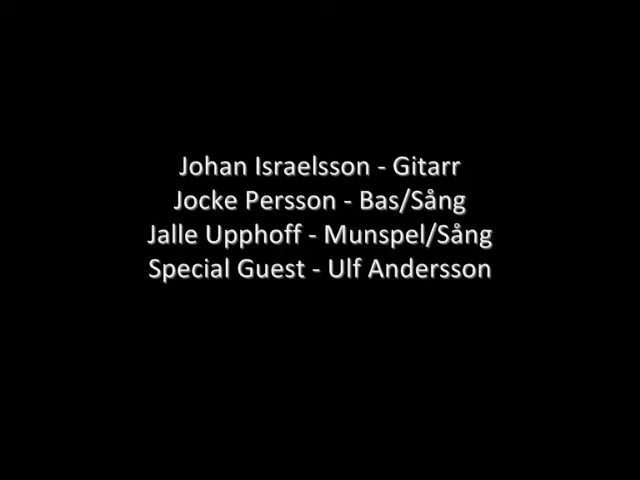 Johan Israelsson - Gitarr
Jocke Persson - Bas/Sång
Jalle Upphoff - Munspel/Sång
Special Guest - Ulf Andersson